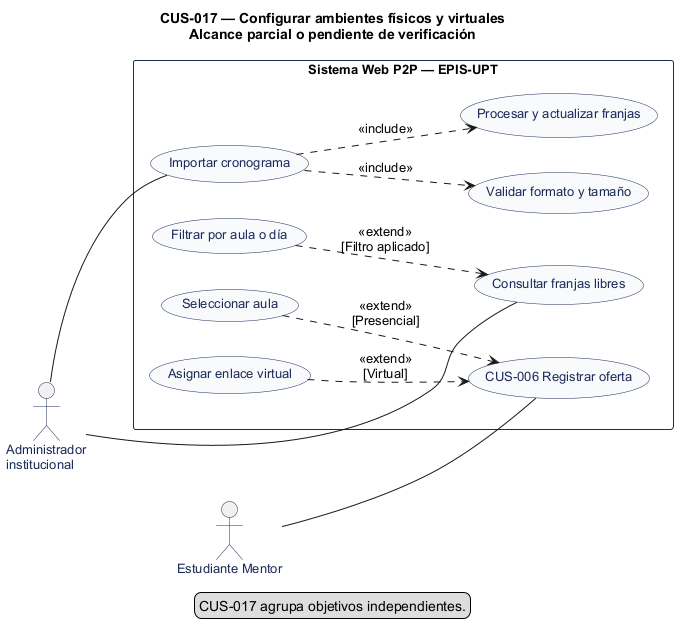 CUS-017 — Configurar ambientes físicos y virtuales
Alcance parcial o pendiente de verificación
Sistema Web P2P — EPIS-UPT
Procesar y actualizar franjas
«include»
Importar cronograma
«include»
Validar formato y tamaño
Filtrar por aula o día
«extend»
[Filtro aplicado]
Consultar franjas libres
Seleccionar aula
«extend»
[Presencial]
Asignar enlace virtual
«extend»
[Virtual]
CUS-006 Registrar oferta
Administrador
institucional
Estudiante Mentor
CUS-017 agrupa objetivos independientes.